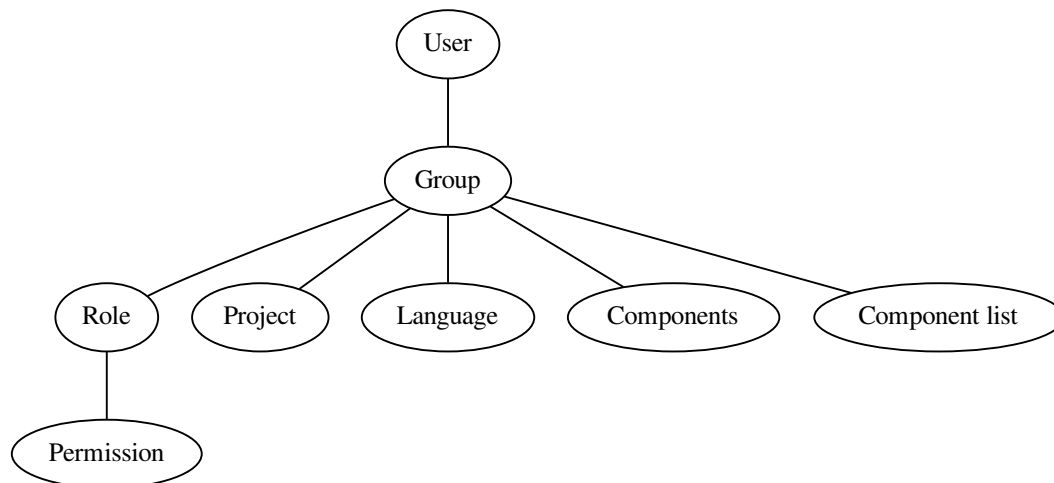 User
Group
Role
Project
Language
Components
Component list
Permission